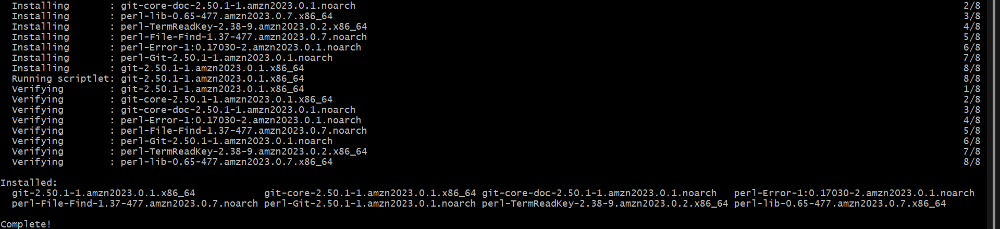 Installing : git-core-doc-2.50.1-1.amzn2023.0.1.noarch 2/8
Installing : perl-lib-0.65-477.amzn2023.0.7.x86_64 3/8
Installing : perl-TermReadKey-2.38-9.amzn2023.0.2.x86_64 4/8
Installing : perl-File-Find-1.37-477.amzn2023.0.7.noarch 5/8
Installing : perl-Error-1:0.17030-2.amzn2023.0.1.noarch 6/8
Installing : perl-Git-2.50.1-1.amzn2023.0.1.noarch 7/8
Installing : git-2.50.1-1.amzn2023.0.1.x86_64 8/8
Running scriptlet: git-2.50.1-1.amzn2023.0.1.x86_64 8/8
Verifying : git-2.50.1-1.amzn2023.0.1.x86_64 1/8
Verifying : git-core-2.50.1-1.amzn2023.0.1.x86_64 2/8
Verifying : git-core-doc-2.50.1-1.amzn2023.0.1.noarch 3/8
Verifying : perl-Error-1:0.17030-2.amzn2023.0.1.noarch 4/8
Verifying : perl-File-Find-1.37-477.amzn2023.0.7.noarch 5/8
Verifying : perl-Git-2.50.1-1.amzn2023.0.1.noarch 6/8
Verifying : perl-TermReadKey-2.38-9.amzn2023.0.2.x86_64 7/8
Verifying : perl-lib-0.65-477.amzn2023.0.7.x86_64 8/8
Installed:
git-2.50.1-1.amzn2023.0.1.x86_64 git-core-2.50.1-1.amzn2023.0.1.x86_64 git-core-doc-2.50.1-1.amzn2023.0.1.noarch perl-Error-1:0.17030-2.amzn2023.0.1.noarch
perl-File-Find-1.37-477.amzn2023.0.7.noarch perl-Git-2.50.1-1.amzn2023.0.1.noarch perl-TermReadKey-2.38-9.amzn2023.0.2.x86_64 perl-lib-0.65-477.amzn2023.0.7.x86_64
Complete!